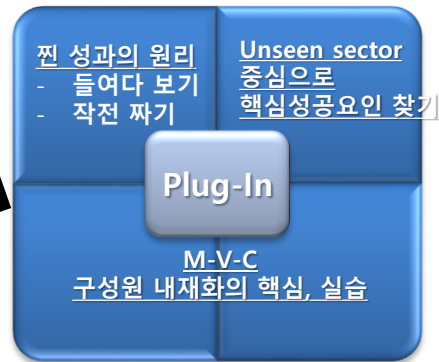 찐 성과의 원리
- 들여다 보기
- 작전 짜기
Unseen sector
중심으로
핵심성공요인 찾기
Plug-In
M-V-C
구성원 내재화의 핵심, 실습